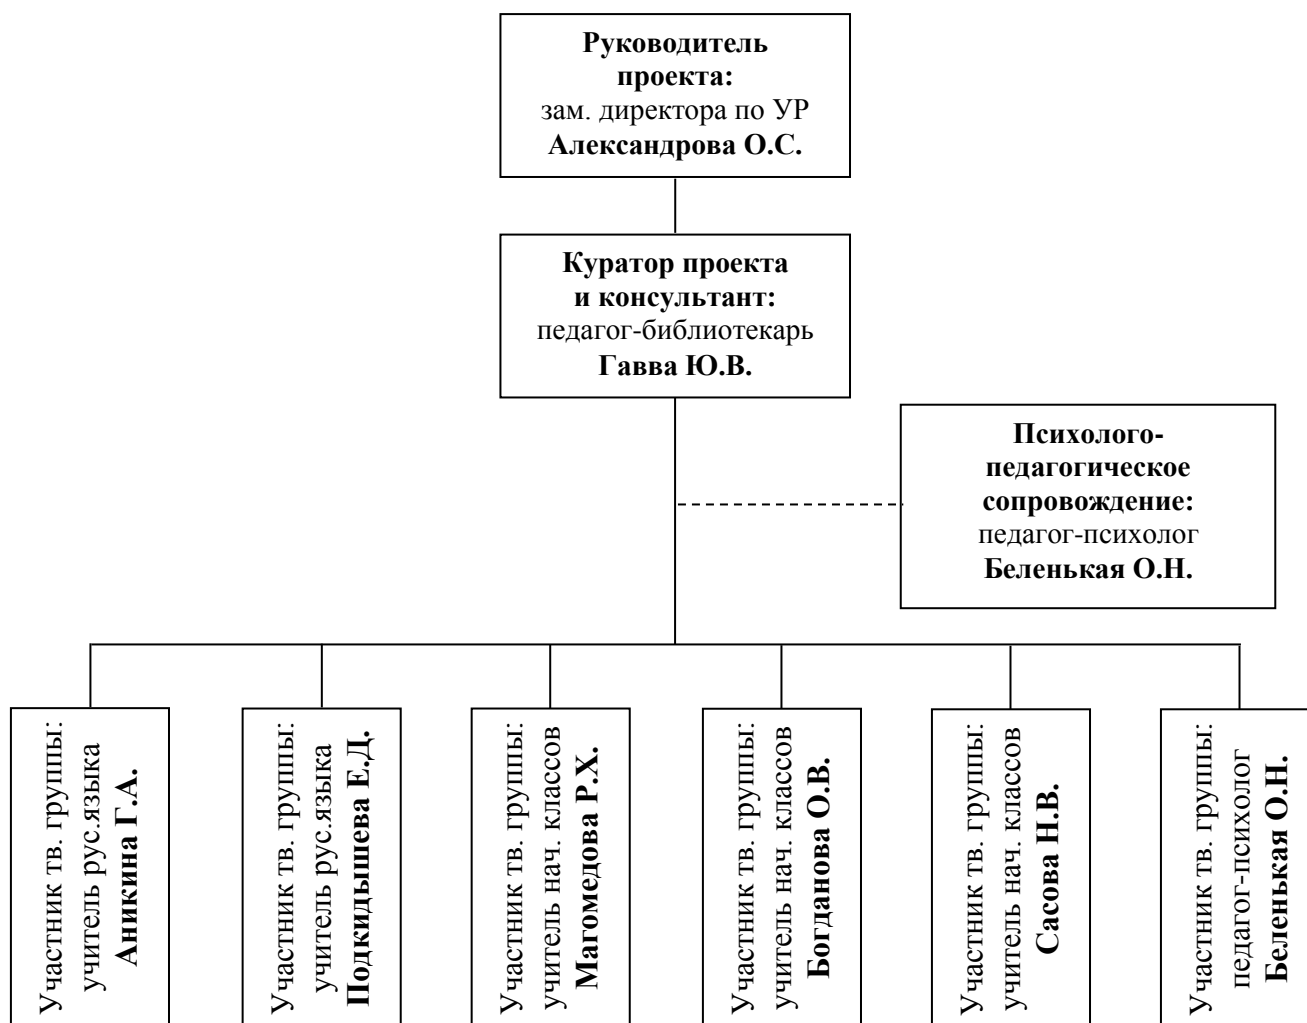 Руководитель
проекта:
зам. директора по УР
Александрова О.С.
Куратор проекта
и консультант:
педагог-библиотекарь
Гавва Ю.В.
Психолого-
педагогическое
сопровождение:
педагог-психолог
Беленькая О.Н.
Участник тв. группы:
учитель рус.языка
Аникина Г.А.
Участник тв. группы:
учитель рус.языка
Подкидышева Е.Д.
Участник тв. группы:
учитель нач. классов
Магомедова Р.Х.
Участник тв. группы:
учитель нач. классов
Богданова О.В.
Участник тв. группы:
учитель нач. классов
Сасова Н.В.
Участник тв. группы:
педагог-психолог
Беленькая О.Н.